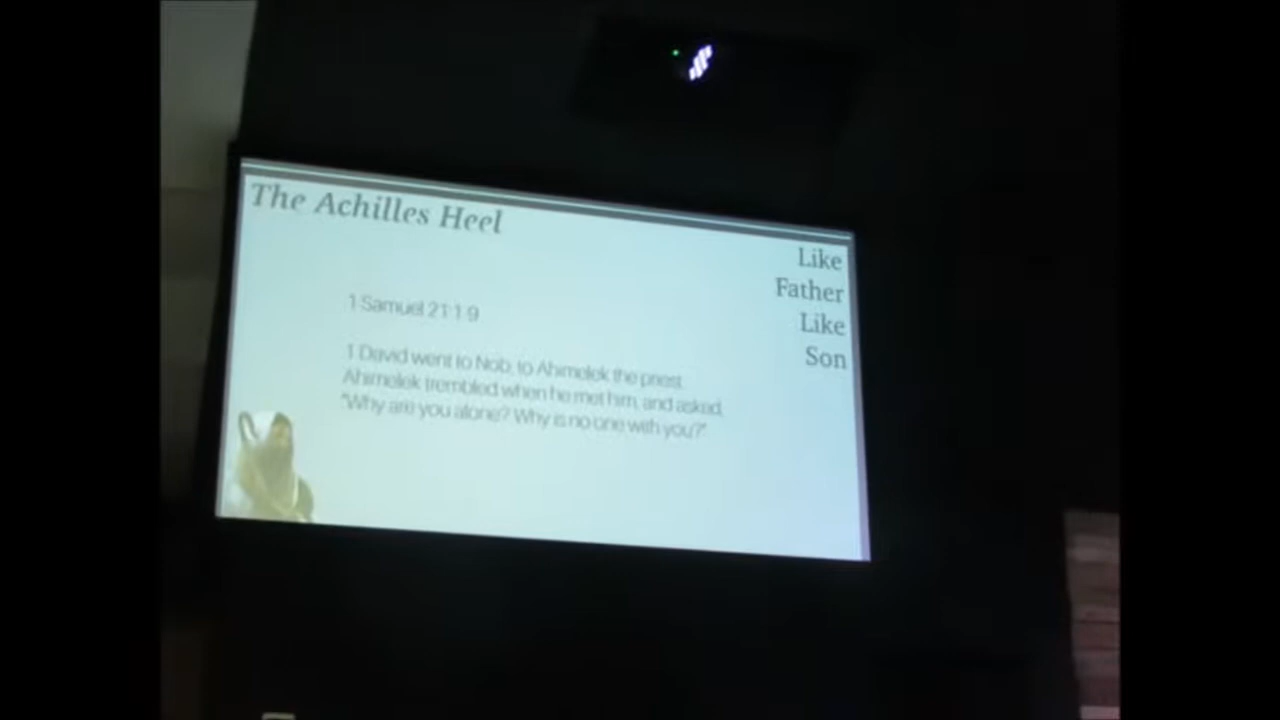 The Achilles Heel
Like
Father
Like
Son
1 Samuel 21:1 9
1 David went to Nob, to Ahimelek the priest.
Ahimelek trembled when he met him, and asked,
"Why are you alone? Why is no one with you?"